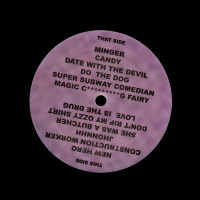 THAT SIDE
MINGER
CANDY
DATE WITH THE DEVIL
DO THE DOG
SUPER SUBWAY COMEDIAN
MAGIC C*********G FAIRY
THIS SIDE
NEW HERO
JHONNHH
CONSTRUCTION WORKER
SHE WAS A BUTCHER
DON'T RIP MY OZZY SHIRT
LOVE IS THE DRUG